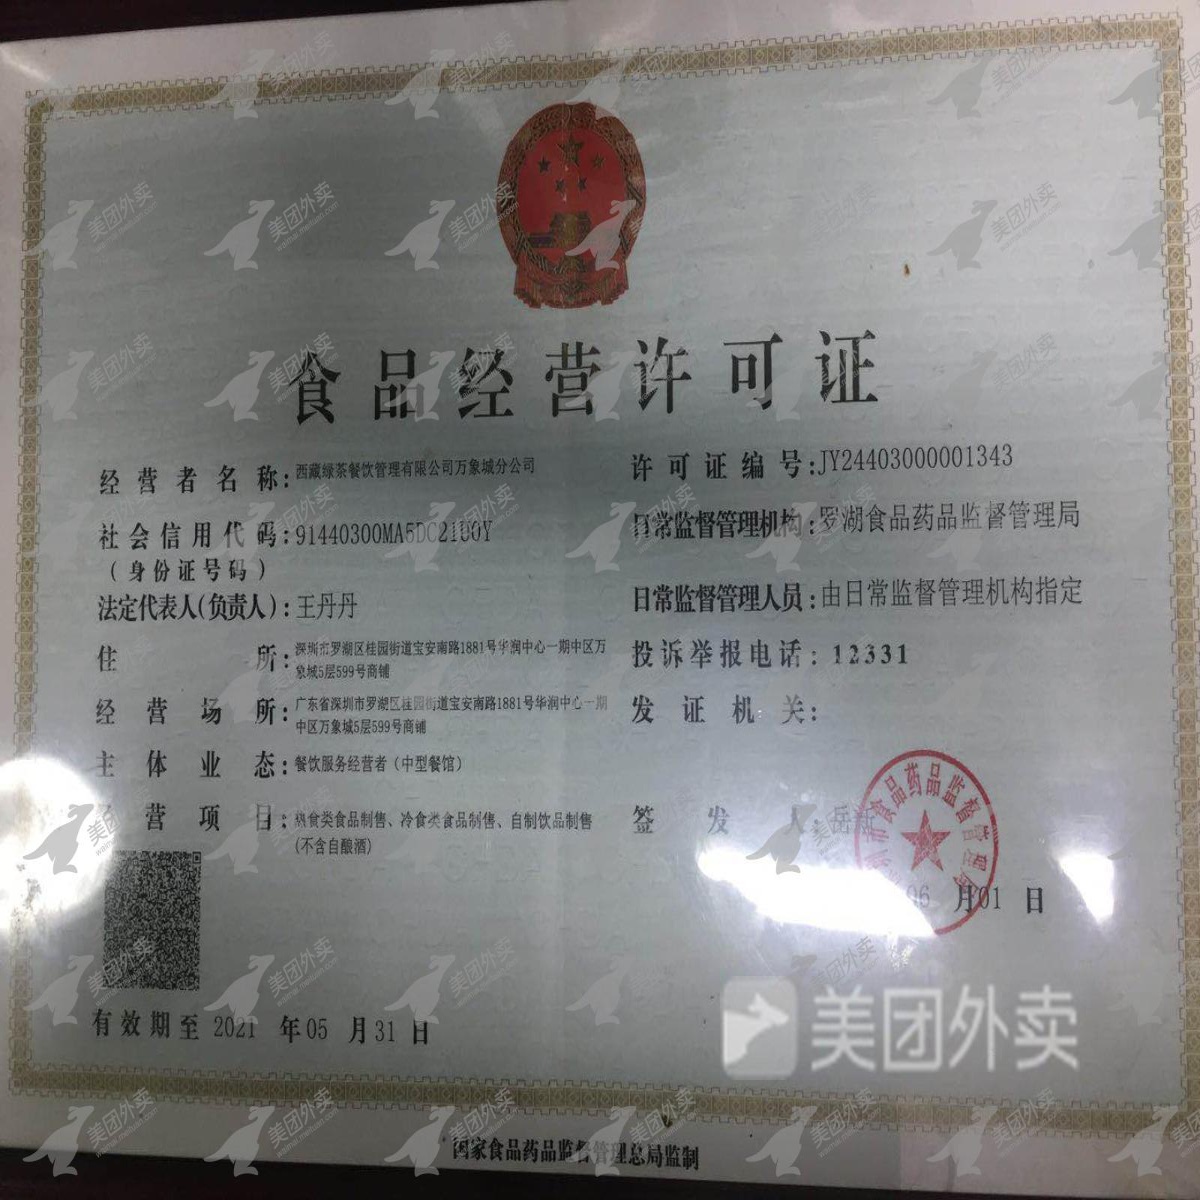 食品经营许可证
经营者名称:西藏绿茶餐饮管理有限公司万象城分公司
社会信用代码:91440300MA5DC21U0Y
(身份证号码)
法定代表人(负责人):王丹丹
住所:深圳市罗湖区桂园街道宝安南路1881号华润中心一期中区万
象城5层599号商铺
经营场所:广东省深圳市罗湖区桂园街道宝安南路1881号华润中心一期
中区万象城5层599号商铺
主体业态:餐饮服务经营者(中型餐馆)
经营项目:热食类食品制售、冷食类食品制售、自制饮品制售
(不含自酿酒)
有效期至 2021 年05 月31日
许可证编号:JY24403000001343
日常监督管理机构:罗湖食品药品监督管理局
日常监督管理人员:由日常监督管理机构指定
投诉举报电话:12331
发证机关:
签发人:岳新
06 月01 日
市食品药品监督管理局
美团外卖
国家食品药品监督管理总局监制